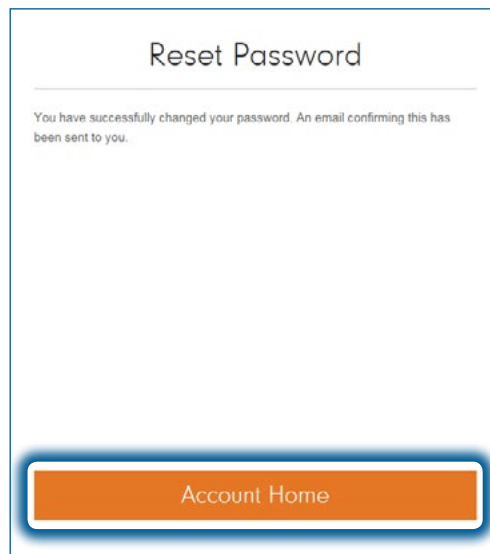 Reset Password
You have successfully changed your password. An email confirming this has
been sent to you.
Account Home